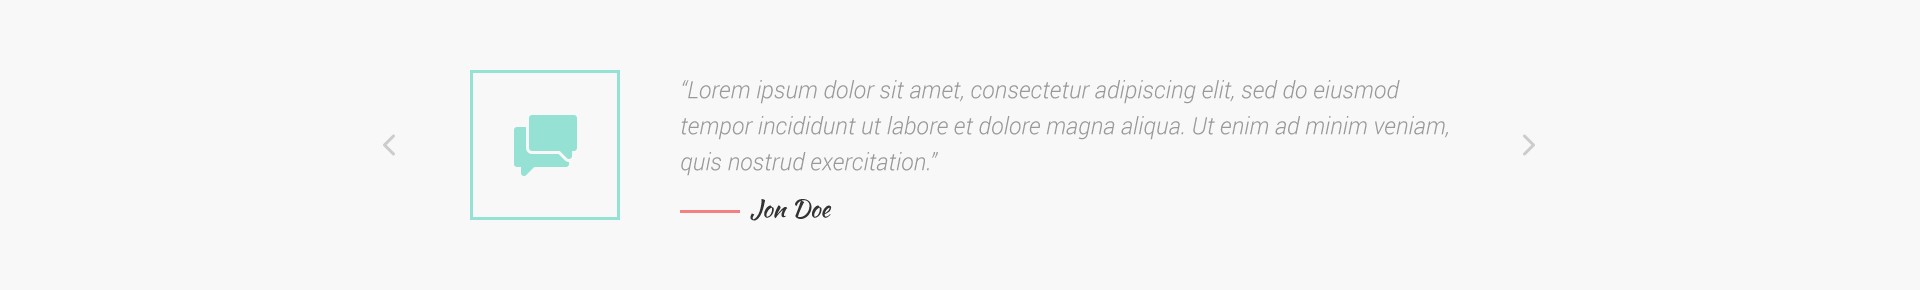 “Lorem ipsum dolor sit amet, consectetur adipiscing elit, sed do eiusmod
tempor incididunt ut labore et dolore magna aliqua. Ut enim ad minim veniam,
quis nostrud exercitation.”
Jon Doe